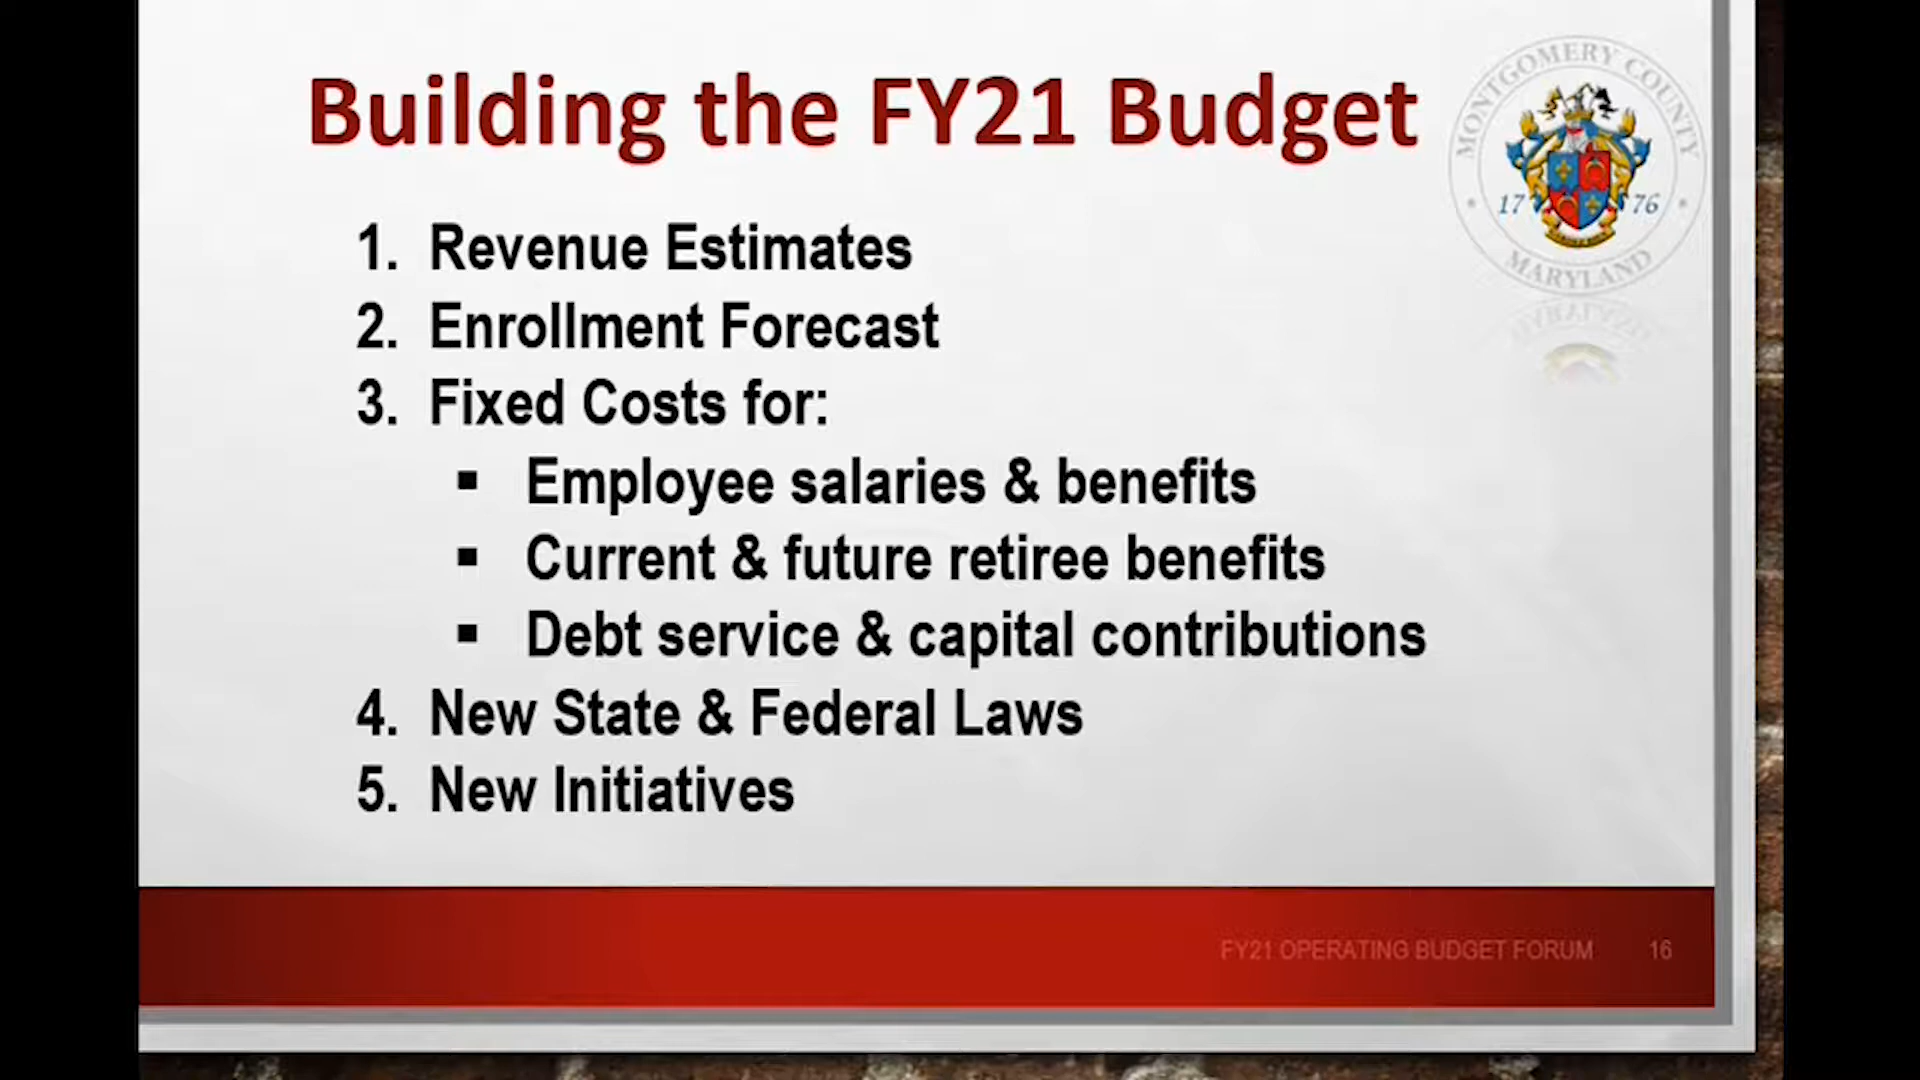 Building the FY21 Budget
MONTGOMERY COUNTY
17 76
MARYLAND
1. Revenue Estimates
2. Enrollment Forecast
3. Fixed Costs for:
▪ Employee salaries & benefits
▪ Current & future retiree benefits
▪ Debt service & capital contributions
4. New State & Federal Laws
5. New Initiatives
FY21 OPERATING BUDGET FORUM 16